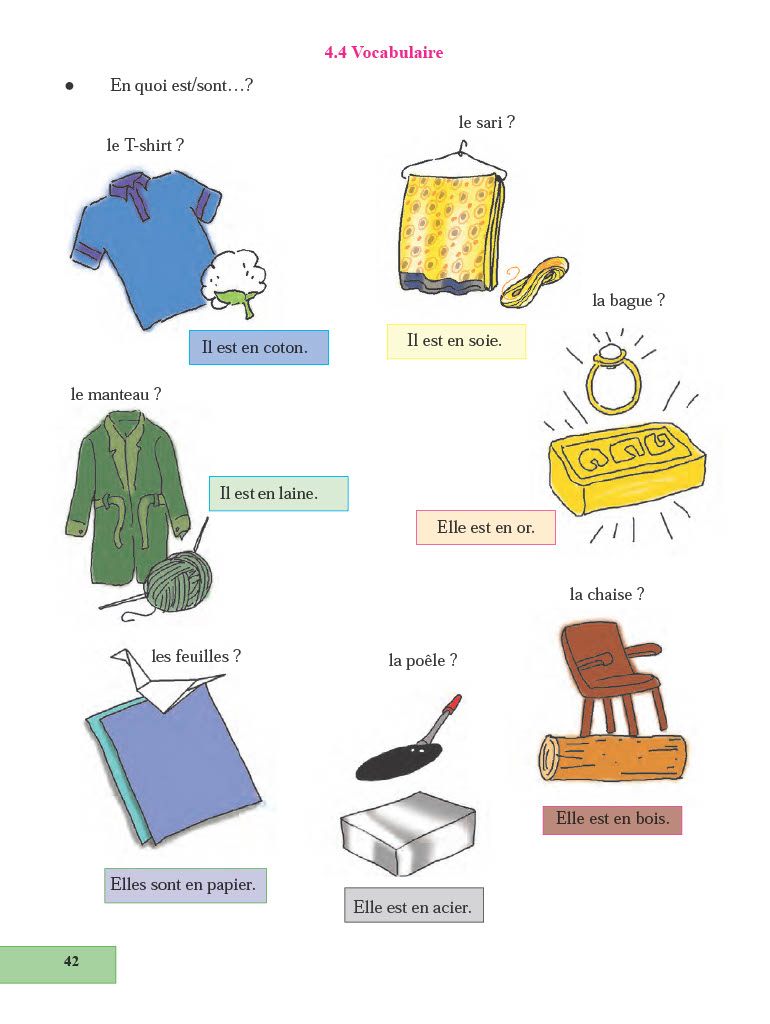 4.4 Vocabulaire
● En quoi est/sont…?
le T-shirt ?
le sari ?
Il est en coton.
Il est en soie.
la bague ?
le manteau ?
Il est en laine.
Elle est en or.
la chaise ?
les feuilles ?
la poêle ?
Elle est en bois.
Elles sont en papier.
Elle est en acier.
42